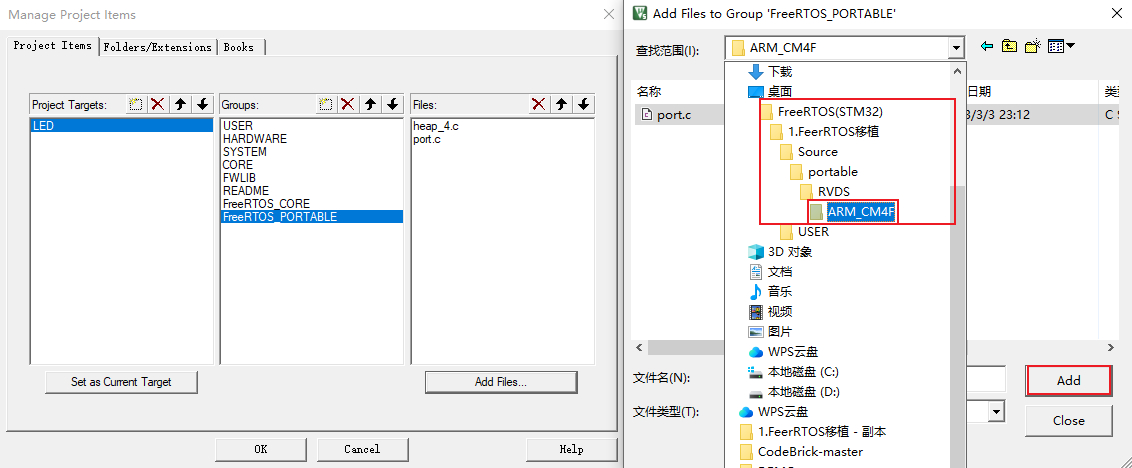 Manage Project Items
Project Items
Folders/Extensions
Books
Project Targets:
Groups:
Files:
LED
USER
HARDWARE
SYSTEM
CORE
FWLIB
README
FreeRTOS_CORE
FreeRTOS_PORTABLE
heap_4.c
port.c
Set as Current Target
Add Files...
OK
Cancel
Help
Add Files to Group 'FreeRTOS_PORTABLE'
查找范围(I):
ARM_CM4F
名称
日期
类
port.c
3/3/3 23:12
C S
下载
桌面
FreeRTOS(STM32)
1.FeerRTOS移植
Source
portable
RVDS
ARM_CM4F
USER
3D 对象
文档
音乐
视频
图片
WPS云盘
本地磁盘 (C:)
本地磁盘 (D:)
WPS云盘
1.FeerRTOS移植 - 副本
CodeBrick-master
文件名(N):
Add
文件类型(T):
Close